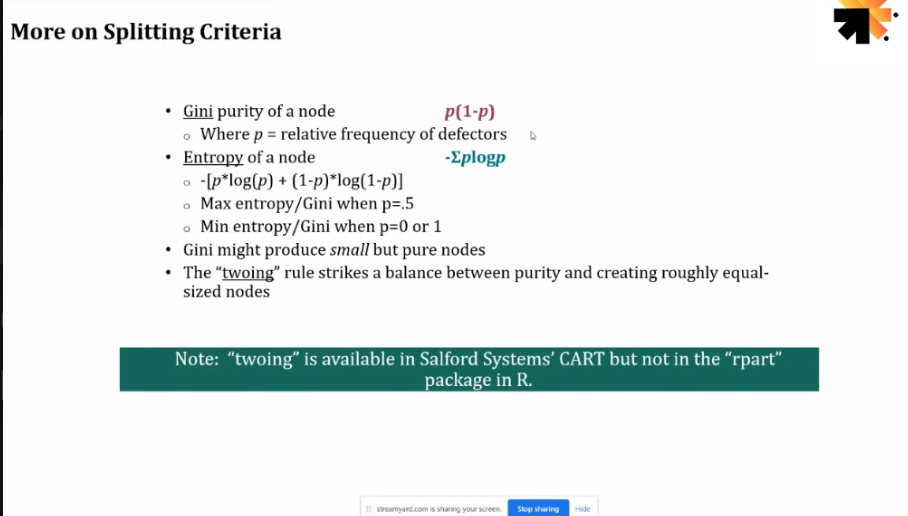 More on Splitting Criteria
• Gini purity of a node p(1-p)
o Where p = relative frequency of defectors
• Entropy of a node -Σplogp
o -[p*log(p) + (1-p)*log(1-p)]
o Max entropy/Gini when p=.5
o Min entropy/Gini when p=0 or 1
• Gini might produce small but pure nodes
• The “twoing” rule strikes a balance between purity and creating roughly equal-
sized nodes
Note: “twoing” is available in Salford Systems’ CART but not in the “rpart”
package in R.
streamyard.com is sharing your screen. Stop sharing Hide